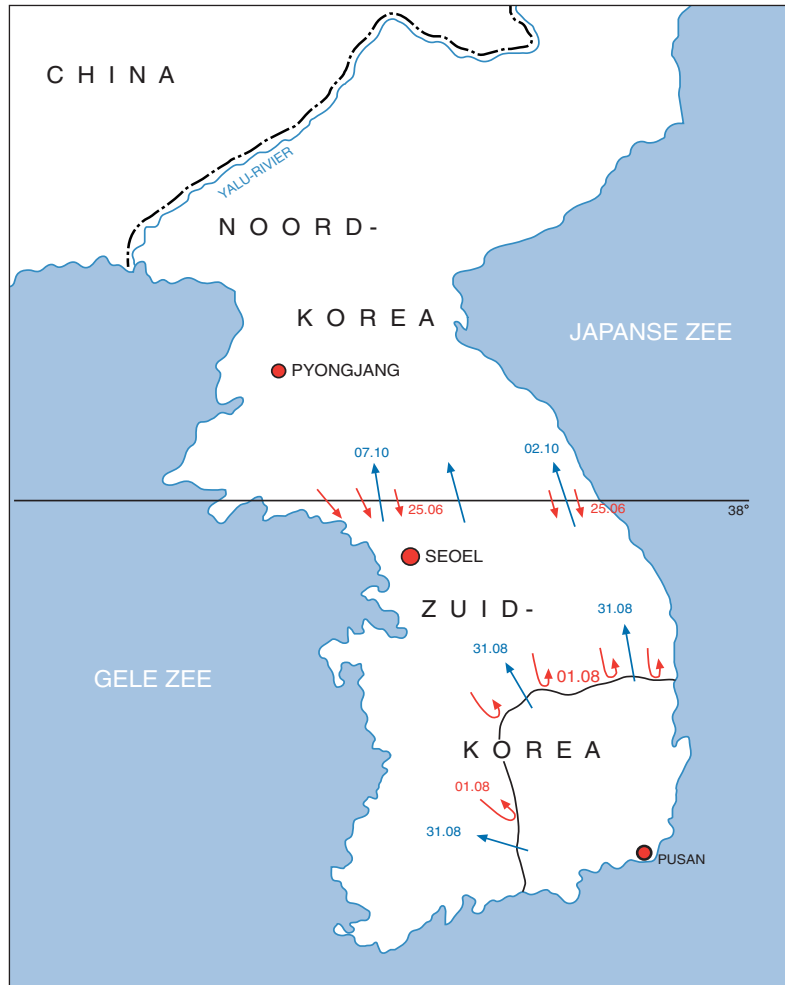 CHINA
YALU-RIVIER
NOORD-
KOREA
JAPANSE ZEE
PYONGJANG
07.10
02.10
25.06
25.06
38°
SEOEL
ZUID-
31.08
31.08
GELE ZEE
01.08
KOREA
01.08
31.08
PUSAN